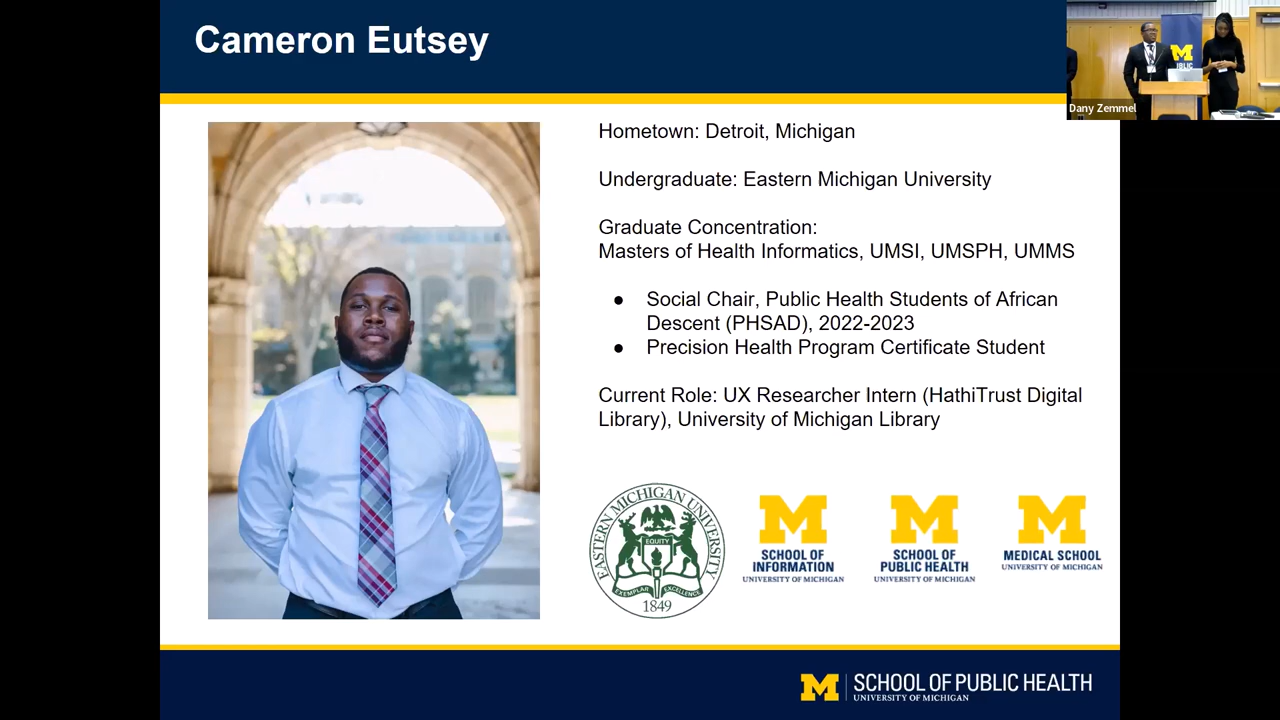 Cameron Eutsey
Dany Zemmel
M
Hometown: Detroit, Michigan
Undergraduate: Eastern Michigan University
Graduate Concentration:
Masters of Health Informatics, UMSI, UMSPH, UMMS
● Social Chair, Public Health Students of African
Descent (PHSAD), 2022-2023
● Precision Health Program Certificate Student
Current Role: UX Researcher Intern (HathiTrust Digital
Library), University of Michigan Library
EASTERN MICHIGAN UNIVERSITY
EQUITY
EXEMPLAR EXCELLENCE
1849
M
SCHOOL OF
INFORMATION
UNIVERSITY OF MICHIGAN
M
SCHOOL OF
PUBLIC HEALTH
UNIVERSITY OF MICHIGAN
M
MEDICAL SCHOOL
UNIVERSITY OF MICHIGAN
M SCHOOL OF PUBLIC HEALTH
UNIVERSITY OF MICHIGAN